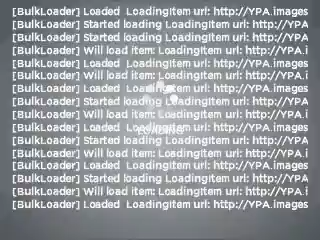 [BulkLoader] Loaded LoadingItem url: http://YPA.images
[BulkLoader] Started loading LoadingItem url: http://YPA
[BulkLoader] Loaded LoadingItem url: http://YPA.images
[BulkLoader] Will load item: LoadingItem url: http://YPA.i
[BulkLoader] Loaded LoadingItem url: http://YPA.images
[BulkLoader] Will load item: LoadingItem url: http://YPA.i
[BulkLoader] Loaded LoadingItem url: http://YPA.images
[BulkLoader] Started loading LoadingItem url: http://YPA
[BulkLoader] Will load item: LoadingItem url: http://YPA.i
LOADING
[BulkLoader] Loaded LoadingItem url: http://YPA.images
[BulkLoader] Started loading LoadingItem url: http://YPA
[BulkLoader] Will load item: LoadingItem url: http://YPA.i
[BulkLoader] Loaded LoadingItem url: http://YPA.images
[BulkLoader] Started loading LoadingItem url: http://YPA
[BulkLoader] Will load item: LoadingItem url: http://YPA.i
[BulkLoader] Loaded LoadingItem url: http://YPA.images